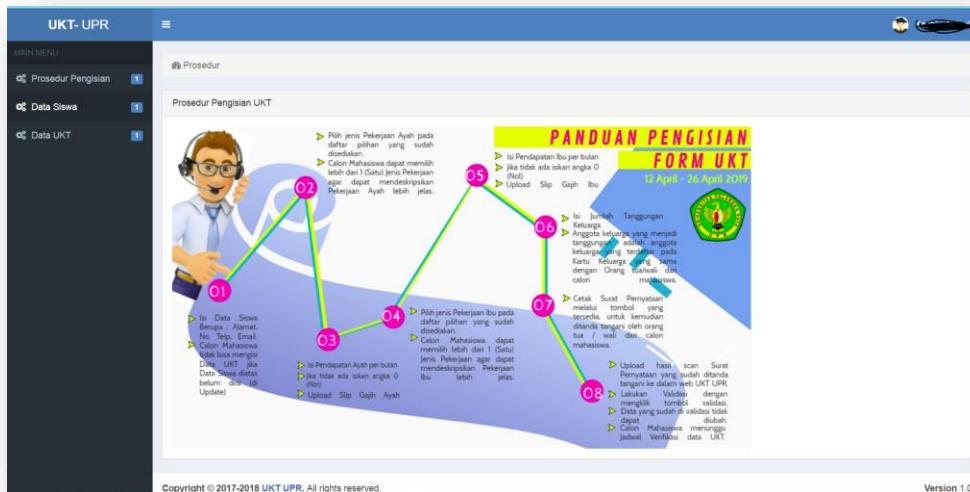 UKT- UPR
MAIN MENU
Prosedur Pengisian 1
Data Siswa 1
Data UKT 1
Prosedur
Prosedur Pengisian UKT
PANDUAN PENGISIAN
FORM UKT
12 April - 26 April 2019
01
Isi Data Siswa
Berupa : Alamat,
No. Telp, Email.
Calon Mahasiswa
tidak bisa mengisi
Data UKT jika
Data Siswa diatas
belum diisi (di
Update)
02
Pilih jenis Pekerjaan Ayah pada
daftar pilihan yang sudah
disediakan.
Calon Mahasiswa dapat memilih
lebih dari 1 (Satu) Jenis Pekerjaan
agar dapat mendeskripsikan
Pekerjaan Ayah lebih jelas.
03
Isi Pendapatan Ayah per bulan
Jika tidak ada isikan angka 0
(Nol)
Upload Slip Gajih Ayah
04
Pilih jenis Pekerjaan Ibu pada
daftar pilihan yang sudah
disediakan.
Calon Mahasiswa dapat
memilih lebih dari 1 (Satu)
Jenis Pekerjaan agar dapat
mendeskripsikan Pekerjaan
Ibu lebih jelas.
05
Isi Pendapatan Ibu per bulan
Jika tidak ada isikan angka 0
(Nol)
Upload Slip Gajih Ibu
06
Isi Jumlah Tanggungan
Keluarga
Anggota keluarga yang menjadi
tanggungan adalah anggota
keluarga yang terdaftar pada
Kartu Keluarga yang sama
dengan Orang tua/wali dari
calon mahasiswa.
07
Cetak Surat Pernyataan
melalui tombol yang
tersedia, untuk kemudian
ditanda tangani oleh orang
tua / wali dari calon
mahasiswa.
08
Upload hasil scan Surat
Pernyataan yang sudah ditanda
tangani ke dalam web UKT UPR.
Lakukan Validasi dengan
mengklik tombol validasi.
Data yang sudah di validasi tidak
dapat diubah.
Calon Mahasiswa menunggu
Jadwal Verifikasi data UKT.
Copyright © 2017-2018 UKT UPR. All rights reserved.
Version 1.0